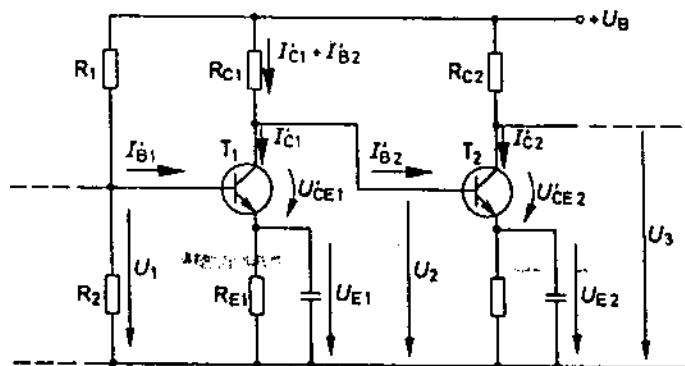 +U_B
R₁
R_C1
I'_C1 + I'_B2
R_C2
T₁
I'_C1
I'_B1
I'_B2
T₂
I'_C2
U'_CE1
U'_CE2
U₁
U₂
U₃
R₂
R_E1
U_E1
U_E2